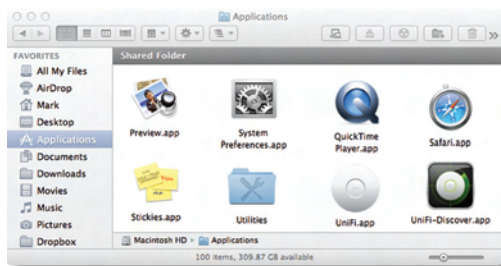 Applications
FAVORITES
All My Files
AirDrop
Mark
Desktop
Applications
Documents
Downloads
Movies
Music
Pictures
Dropbox
Shared Folder
Preview.app
System
Preferences.app
QuickTime
Player.app
Safari.app
Stickies.app
Utilities
UniFi.app
UniFi-Discover.app
Macintosh HD ▸ Applications
100 items, 309.87 GB available